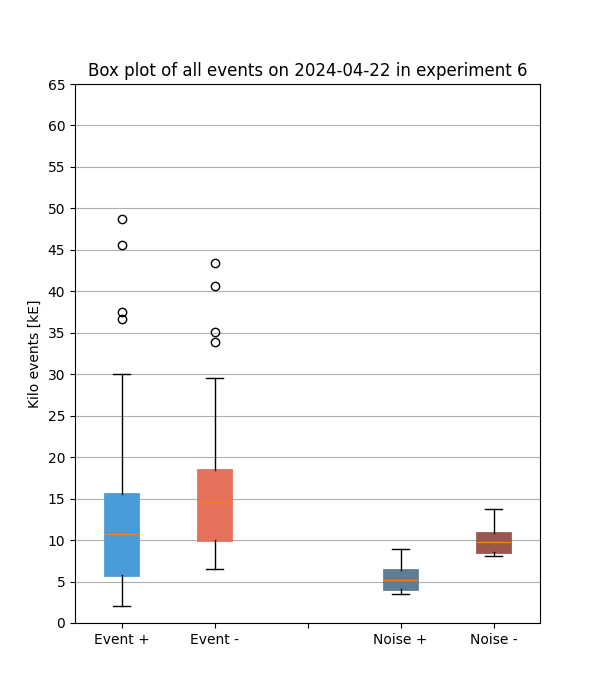 Box plot of all events on 2024-04-22 in experiment 6
Kilo events [kE]
65
60
55
50
45
40
35
30
25
20
15
10
5
0
Event +
Event -
Noise +
Noise -